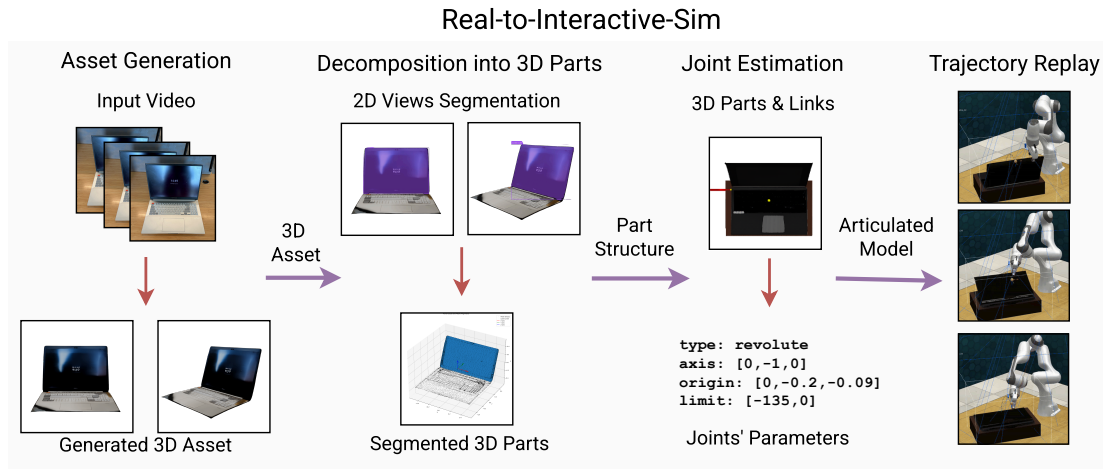 Real-to-Interactive-Sim
Asset Generation
Input Video
3D
Asset
Generated 3D Asset
Decomposition into 3D Parts
2D Views Segmentation
Part
Structure
Segmented 3D Parts
Joint Estimation
3D Parts & Links
Articulated
Model
type: revolute
axis: [0,-1,0]
origin: [0,-0.2,-0.09]
limit: [-135,0]
Joints' Parameters
Trajectory Replay